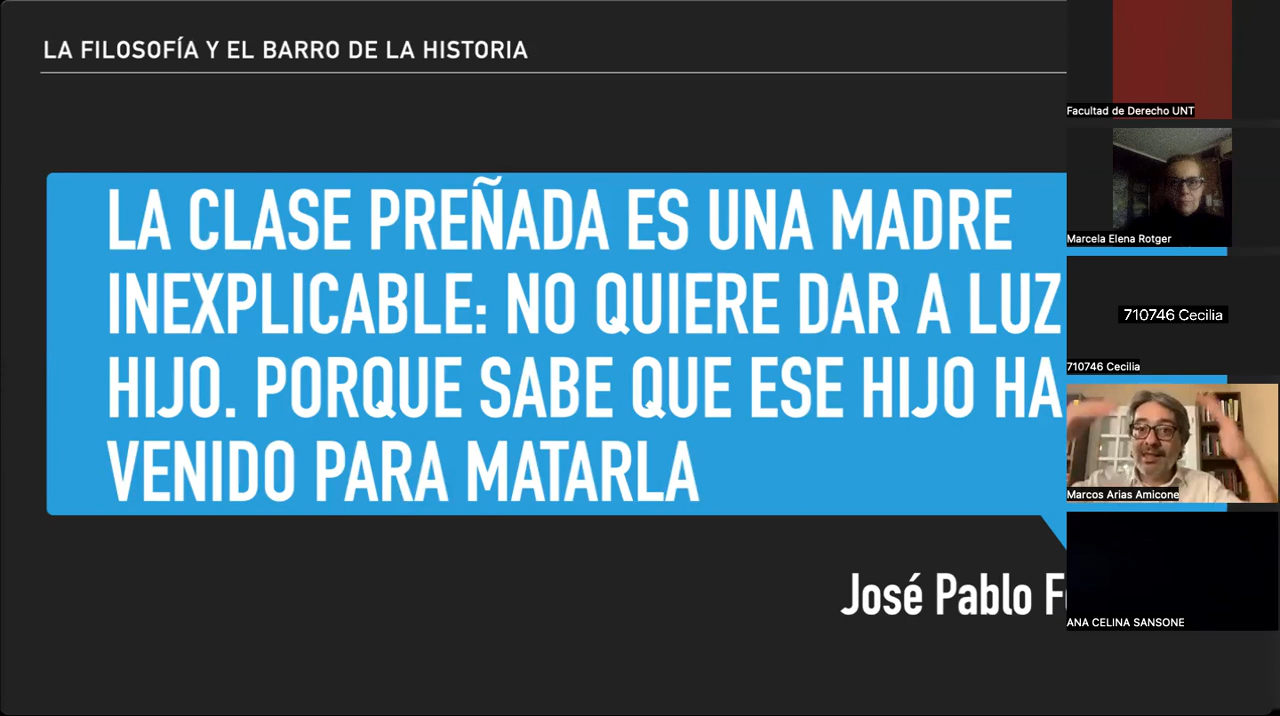 LA FILOSOFÍA Y EL BARRO DE LA HISTORIA
LA CLASE PREÑADA ES UNA MADRE
INEXPLICABLE: NO QUIERE DAR A LUZ
HIJO. PORQUE SABE QUE ESE HIJO HA
VENIDO PARA MATARLA
José Pablo
Facultad de Derecho UNT
Marcela Elena Rotger
710746 Cecilia
710746 Cecilia
Marcos Arias Amicone
ANA CELINA SANSONE